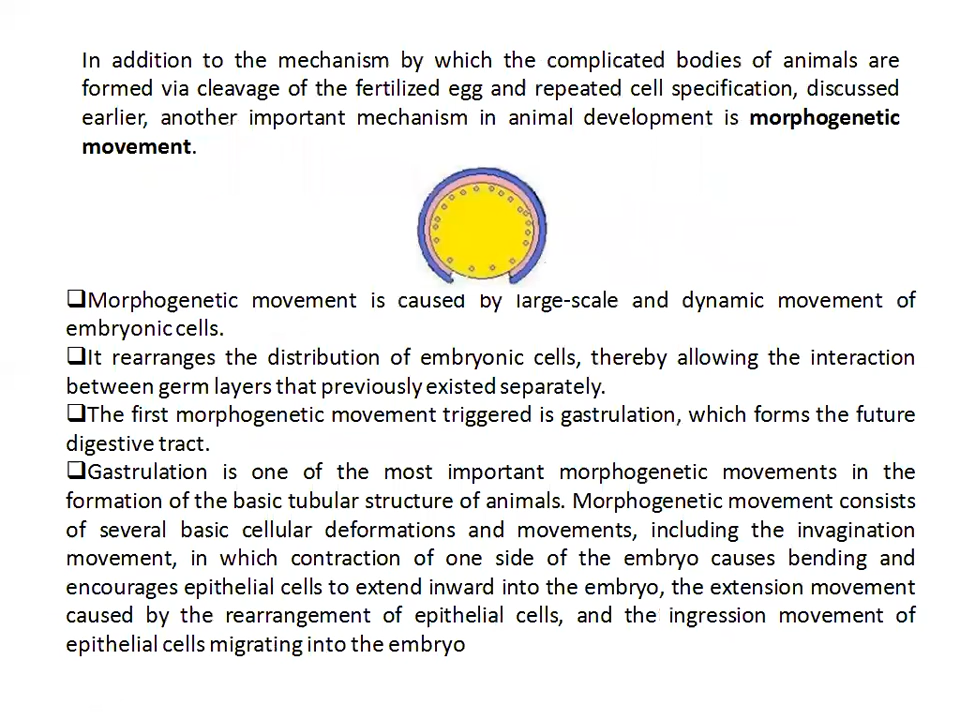 In addition to the mechanism by which the complicated bodies of animals are
formed via cleavage of the fertilized egg and repeated cell specification, discussed
earlier, another important mechanism in animal development is morphogenetic
movement.
❑Morphogenetic movement is caused by large-scale and dynamic movement of
embryonic cells.
❑It rearranges the distribution of embryonic cells, thereby allowing the interaction
between germ layers that previously existed separately.
❑The first morphogenetic movement triggered is gastrulation, which forms the future
digestive tract.
❑Gastrulation is one of the most important morphogenetic movements in the
formation of the basic tubular structure of animals. Morphogenetic movement consists
of several basic cellular deformations and movements, including the invagination
movement, in which contraction of one side of the embryo causes bending and
encourages epithelial cells to extend inward into the embryo, the extension movement
caused by the rearrangement of epithelial cells, and the ingression movement of
epithelial cells migrating into the embryo